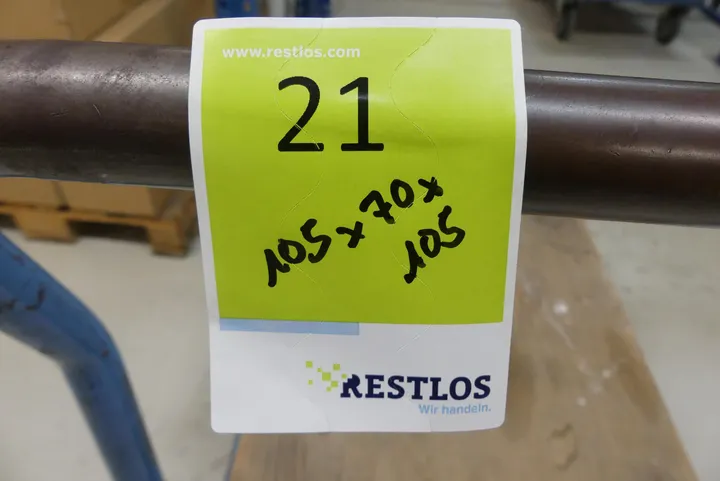 www.restlos.com
21
105 x 70 x
105
RESTLOS
Wir handeln.